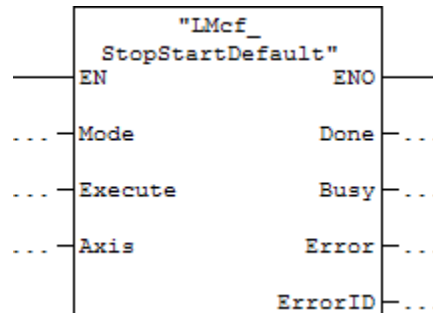 "LMcf_
StopStartDefault"
EN ENO
... Mode Done ...
... Execute Busy ...
... Axis Error ...
ErrorID ...